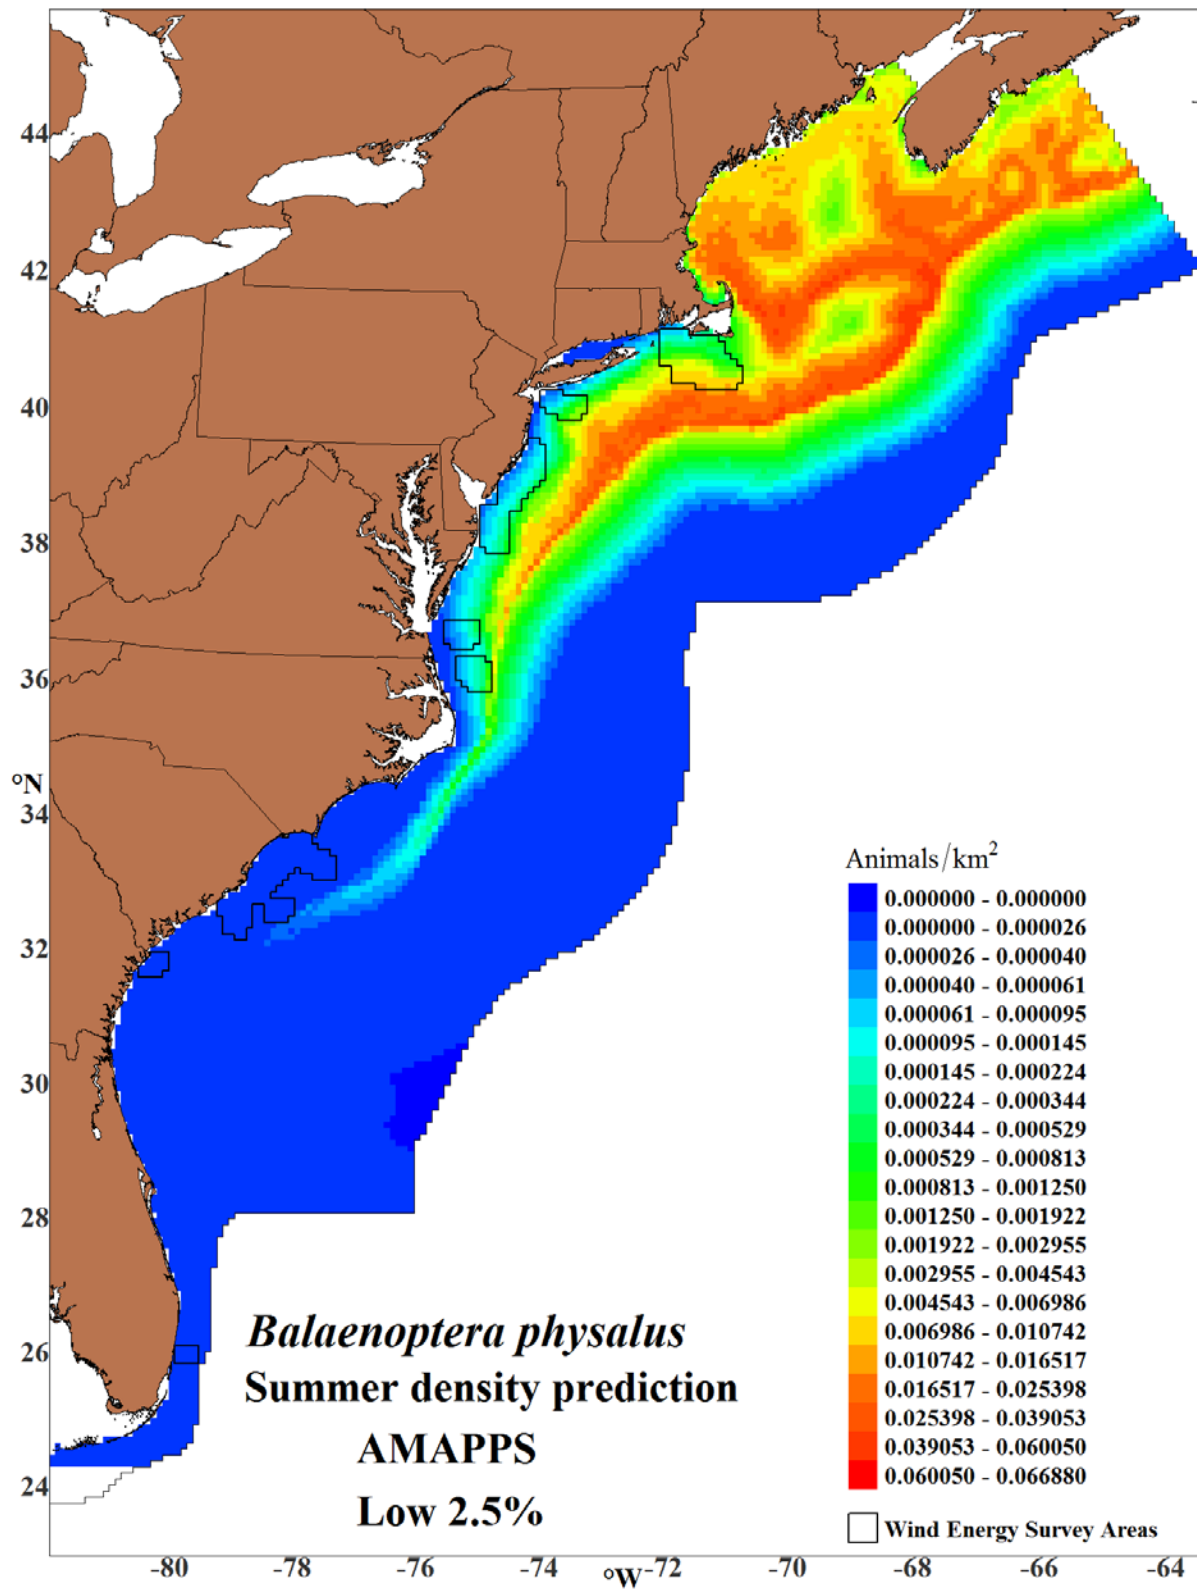 44
42
40
38
36
°N
34
32
30
28
26
24
Animals/km²
0.000000 - 0.000000
0.000000 - 0.000026
0.000026 - 0.000040
0.000040 - 0.000061
0.000061 - 0.000095
0.000095 - 0.000145
0.000145 - 0.000224
0.000224 - 0.000344
0.000344 - 0.000529
0.000529 - 0.000813
0.000813 - 0.001250
0.001250 - 0.001922
0.001922 - 0.002955
0.002955 - 0.004543
0.004543 - 0.006986
0.006986 - 0.010742
0.010742 - 0.016517
0.016517 - 0.025398
0.025398 - 0.039053
0.039053 - 0.060050
0.060050 - 0.066880
Wind Energy Survey Areas
Balaenoptera physalus
Summer density prediction
AMAPPS
Low 2.5%
-80 -78 -76 -74 °W -72 -70 -68 -66 -64